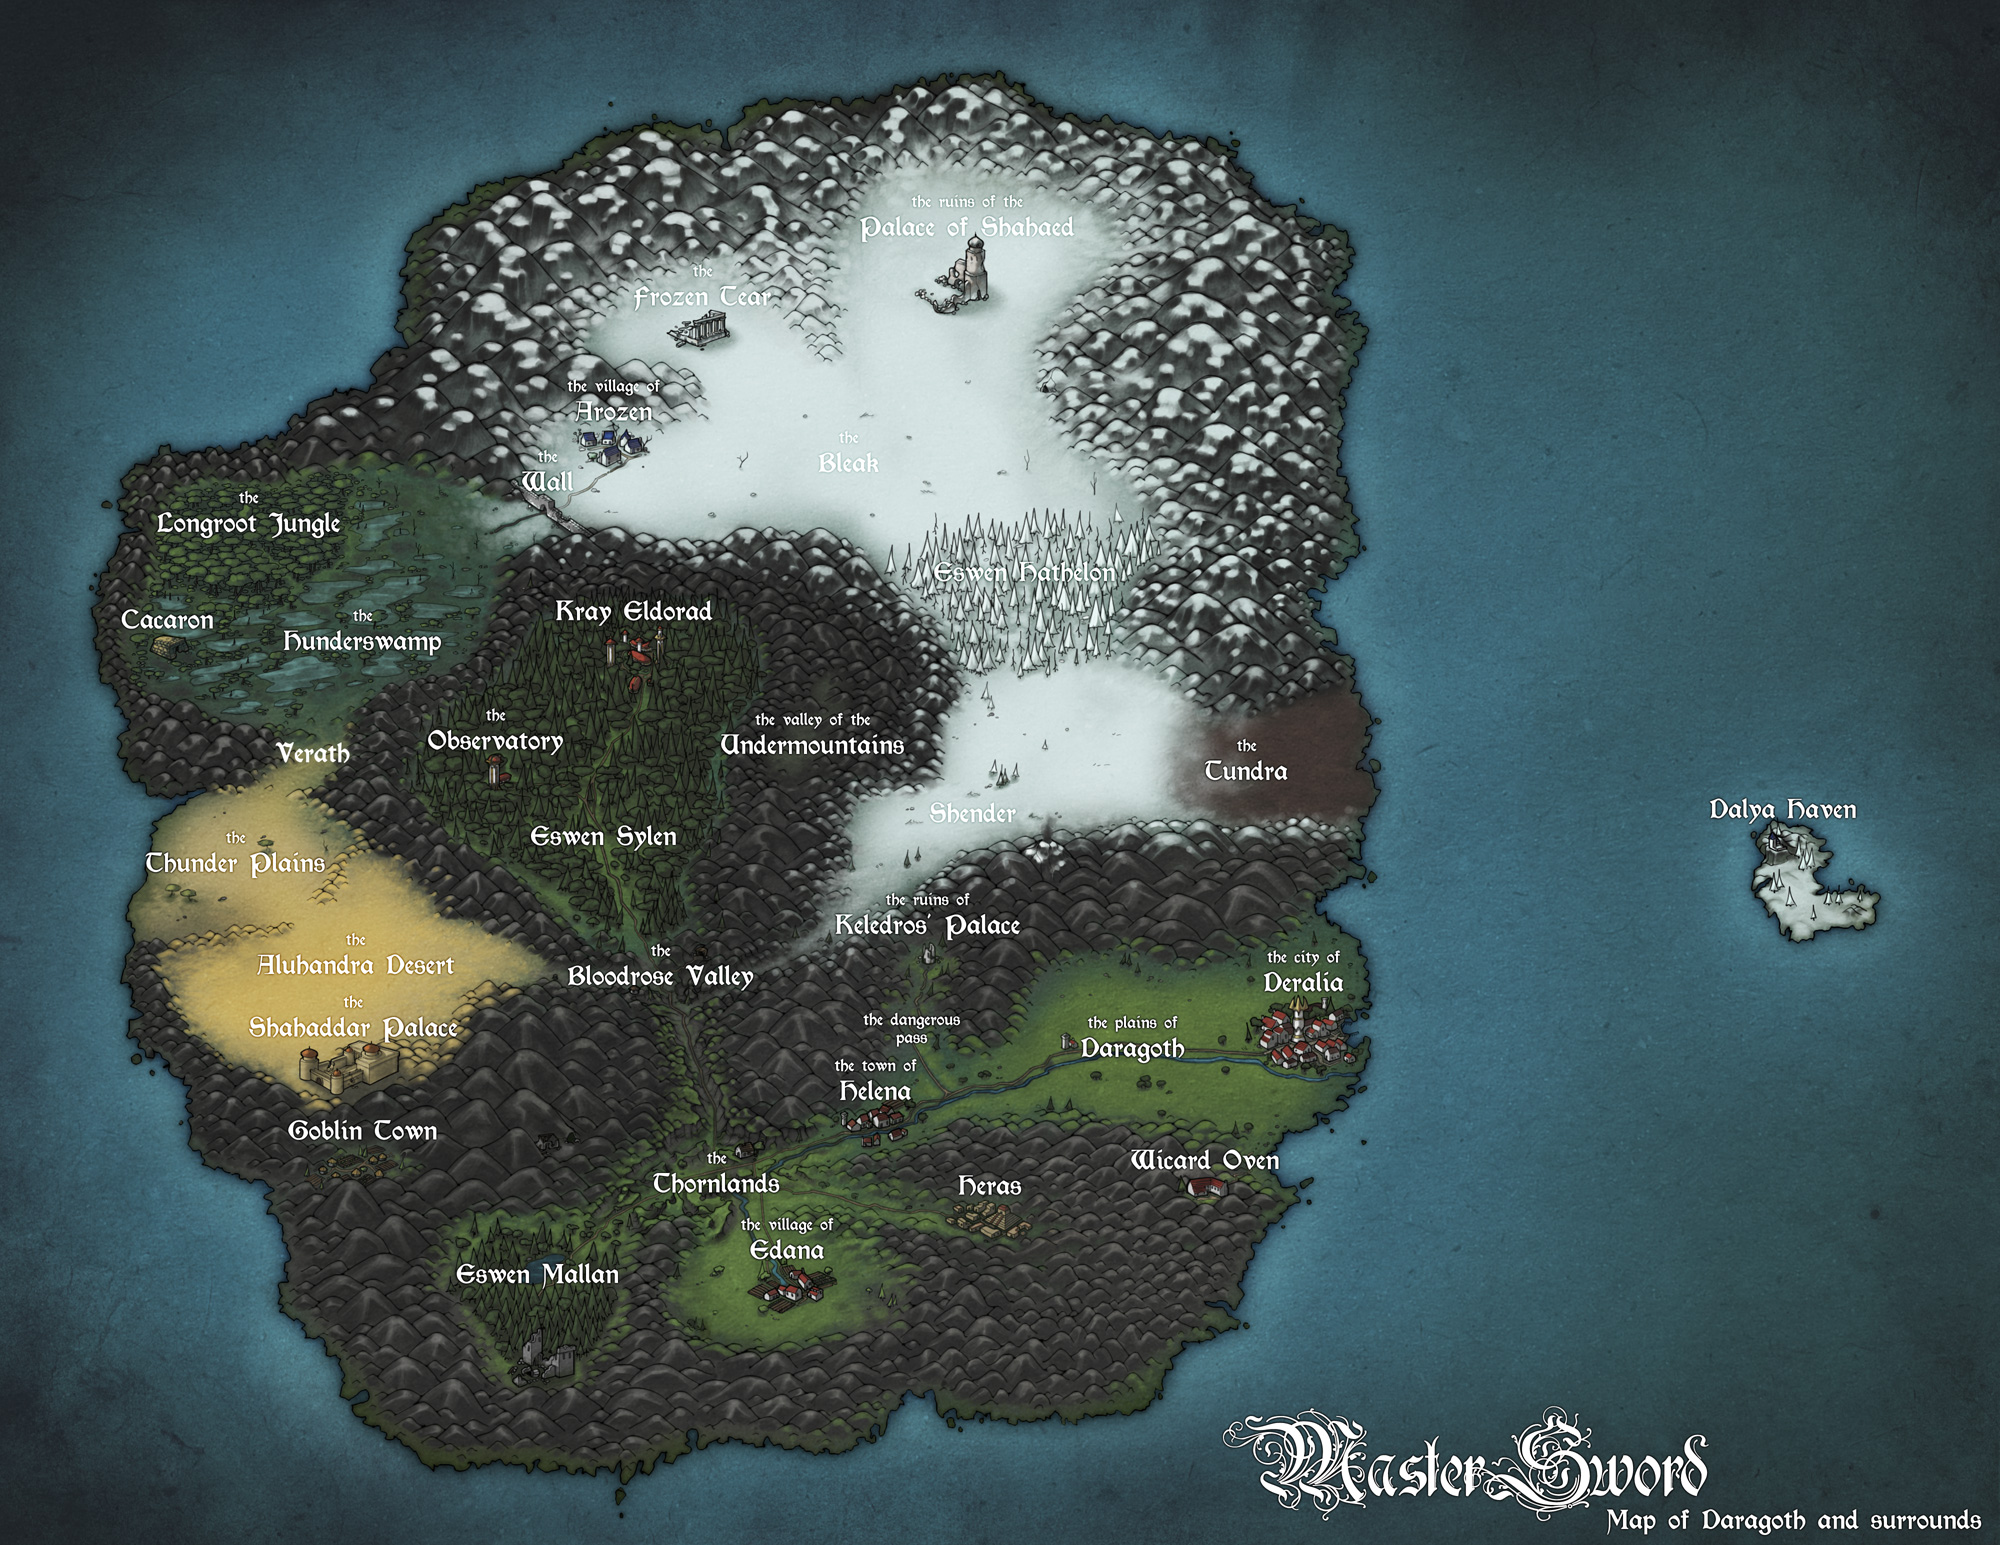 the ruins of the
Palace of Shahaed
the
Frozen Tear
the village of
Arozen
the
Bleak
the
Wall
the
Longroot Jungle
Eswen Hathelon
Cacaron
the
Hunderswamp
Kray Eldorad
the
Observatory
the valley of the
Undermountains
Verath
the
Tundra
Shender
Dalya Haven
the
Thunder Plains
Eswen Sylen
the ruins of
Keledros' Palace
the
Aluhandra Desert
the
Bloodrose Valley
the city of
Deralia
the
Shahaddar Palace
the dangerous
pass
the plains of
Daragoth
the town of
Helena
Goblin Town
the
Thornlands
Heras
Wicard Oven
the village of
Edana
Eswen Mallan
Master Sword
Map of Daragoth and surrounds